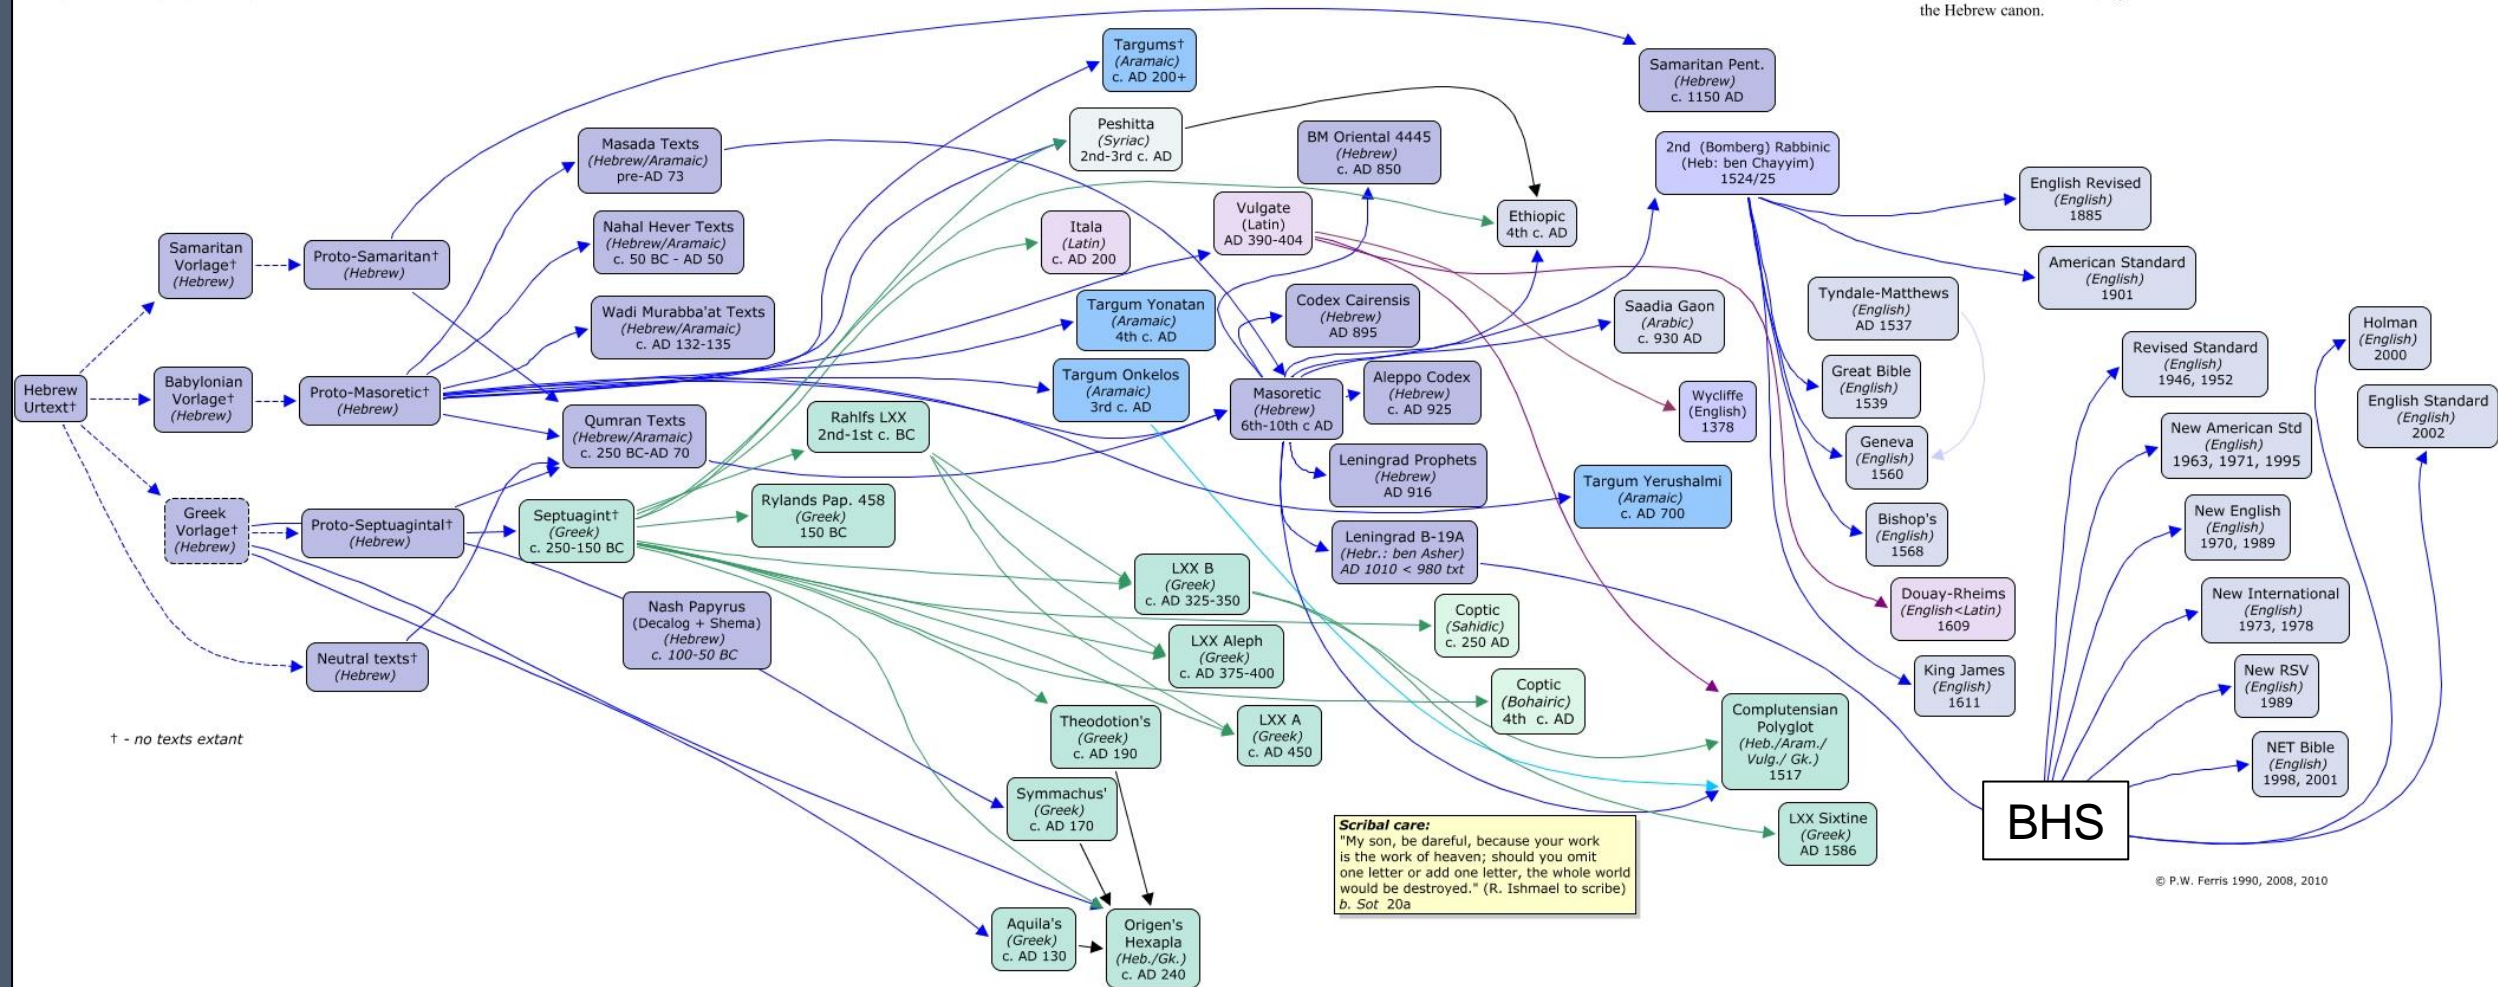 the Hebrew canon.
Targums†
(Aramaic)
c. AD 200+
Samaritan Pent.
(Hebrew)
c. 1150 AD
Peshitta
(Syriac)
2nd-3rd c. AD
Masada Texts
(Hebrew/Aramaic)
pre-AD 73
BM Oriental 4445
(Hebrew)
c. AD 850
2nd (Bomberg) Rabbinic
(Heb: ben Chayyim)
1524/25
English Revised
(English)
1885
Nahal Hever Texts
(Hebrew/Aramaic)
c. 50 BC - AD 50
Itala
(Latin)
c. AD 200
Vulgate
(Latin)
AD 390-404
Ethiopic
4th c. AD
Samaritan
Vorlage†
(Hebrew)
Proto-Samaritan†
(Hebrew)
American Standard
(English)
1901
Wadi Murabba'at Texts
(Hebrew/Aramaic)
c. AD 132-135
Targum Yonatan
(Aramaic)
4th c. AD
Codex Cairensis
(Hebrew)
AD 895
Saadia Gaon
(Arabic)
c. 930 AD
Tyndale-Matthews
(English)
AD 1537
Holman
(English)
2000
Revised Standard
(English)
1946, 1952
Hebrew
Urtext†
Babylonian
Vorlage†
(Hebrew)
Proto-Masoretic†
(Hebrew)
Targum Onkelos
(Aramaic)
3rd c. AD
Masoretic
(Hebrew)
6th-10th c AD
Aleppo Codex
(Hebrew)
c. AD 925
Wycliffe
(English)
1378
Great Bible
(English)
1539
English Standard
(English)
2002
Qumran Texts
(Hebrew/Aramaic)
c. 250 BC-AD 70
Rahlfs LXX
2nd-1st c. BC
Geneva
(English)
1560
New American Std
(English)
1963, 1971, 1995
Leningrad Prophets
(Hebrew)
AD 916
Targum Yerushalmi
(Aramaic)
c. AD 700
Greek
Vorlage†
(Hebrew)
Proto-Septuagintal†
(Hebrew)
Septuagint†
(Greek)
c. 250-150 BC
Rylands Pap. 458
(Greek)
150 BC
Leningrad B-19A
(Hebr.: ben Asher)
AD 1010 < 980 txt
Bishop's
(English)
1568
New English
(English)
1970, 1989
LXX B
(Greek)
c. AD 325-350
Nash Papyrus
(Decalog + Shema)
(Hebrew)
c. 100-50 BC
Coptic
(Sahidic)
c. 250 AD
Douay-Rheims
(English<Latin)
1609
New International
(English)
1973, 1978
Neutral texts†
(Hebrew)
LXX Aleph
(Greek)
c. AD 375-400
Coptic
(Bohairic)
4th c. AD
King James
(English)
1611
New RSV
(English)
1989
† - no texts extant
Theodotion's
(Greek)
c. AD 190
LXX A
(Greek)
c. AD 450
Complutensian
Polyglot
(Heb./Aram./
Vulg./ Gk.)
1517
NET Bible
(English)
1998, 2001
Symmachus'
(Greek)
c. AD 170
LXX Sixtine
(Greek)
AD 1586
BHS
Scribal care:
"My son, be dareful, because your work
is the work of heaven; should you omit
one letter or add one letter, the whole world
would be destroyed." (R. Ishmael to scribe)
b. Sot 20a
© P.W. Ferris 1990, 2008, 2010
Aquila's
(Greek)
c. AD 130
Origen's
Hexapla
(Heb./Gk.)
c. AD 240